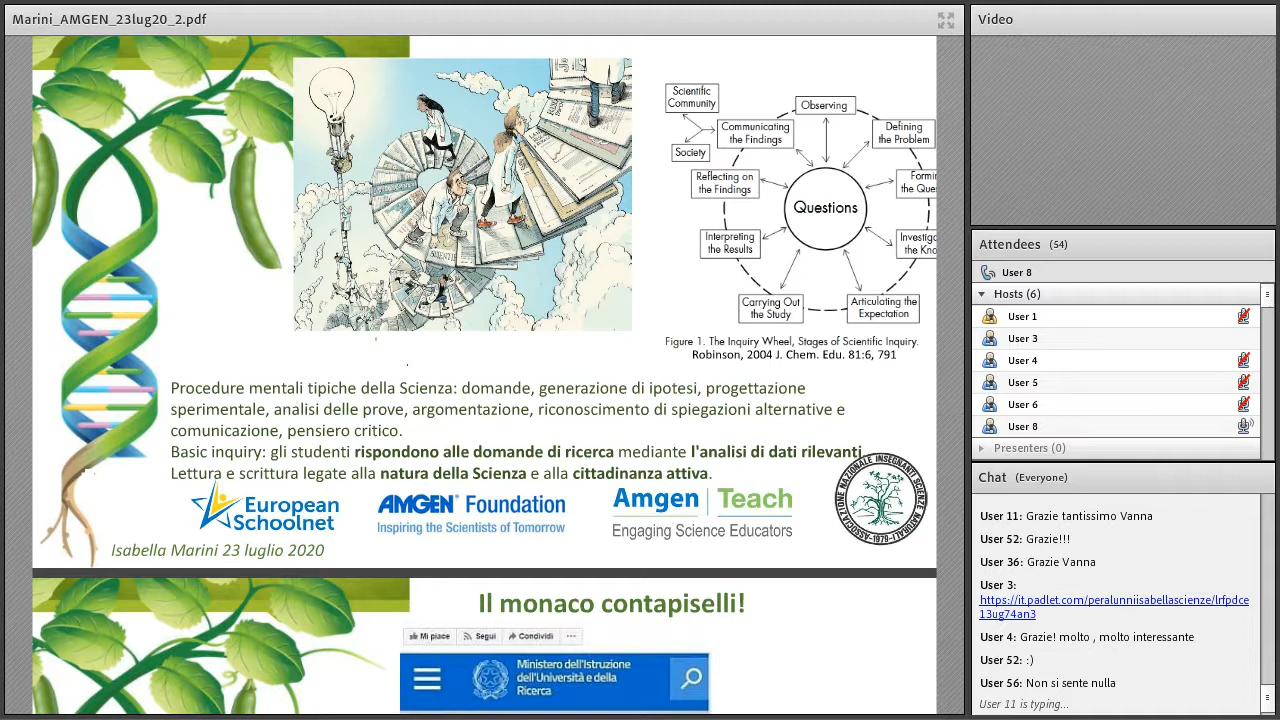 Marini_AMGEN_23lug20_2.pdf
Scientific
Community
Society
Communicating
the Findings
Observing
Defining
the Problem
Reflecting on
the Findings
Questions
Interpreting
the Results
Carrying Out
the Study
Articulating the
Expectation
Figure 1. The Inquiry Wheel, Stages of Scientific Inquiry.
Robinson, 2004 J. Chem. Edu. 81:6, 791
Procedure mentali tipiche della Scienza: domande, generazione di ipotesi, progettazione
sperimentale, analisi delle prove, argomentazione, riconoscimento di spiegazioni alternative e
comunicazione, pensiero critico.
Basic inquiry: gli studenti rispondono alle domande di ricerca mediante l'analisi di dati rilevanti.
Lettura e scrittura legate alla natura della Scienza e alla cittadinanza attiva.
European
Schoolnet
AMGEN® Foundation
Inspiring the Scientists of Tomorrow
Amgen | Teach
Engaging Science Educators
ASSOCIAZIONE NAZIONALE INSEGNANTI SCIENZE NATURALI
-1979-
Isabella Marini 23 luglio 2020
Il monaco contapiselli!
Mi piace
Segui
Condividi
Ministero dell'Istruzione
dell'Università e della
Ricerca
Video
Attendees (54)
User 8
Hosts (6)
User 1
User 3
User 4
User 5
User 6
User 8
Presenters (0)
Chat (Everyone)
User 11: Grazie tantissimo Vanna
User 52: Grazie!!!
User 36: Grazie Vanna
User 3:
https://it.padlet.com/peralunniisabellascienze/lrfpdce
13ug74an3
User 4: Grazie! molto , molto interessante
User 52: :)
User 56: Non si sente nulla
User 11 is typing...